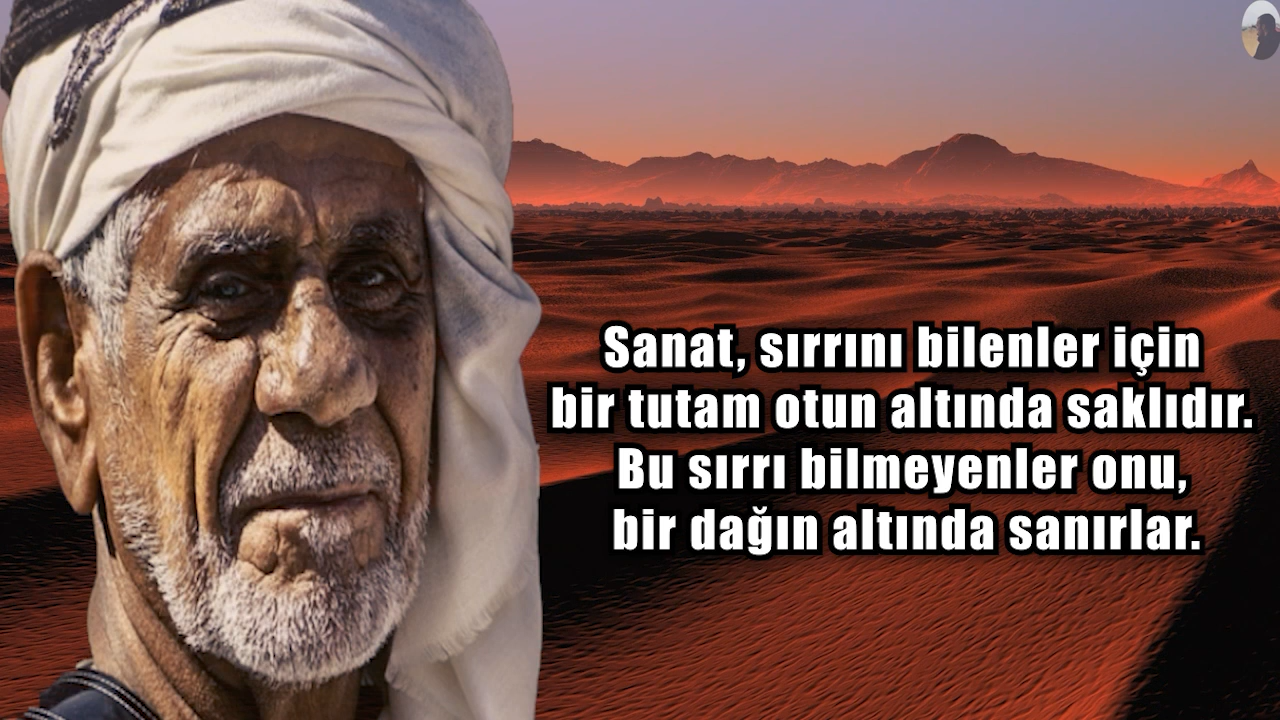 Sanat, sırrını bilenler için
bir tutam otun altında saklıdır.
Bu sırrı bilmeyenler onu,
bir dağın altında sanırlar.